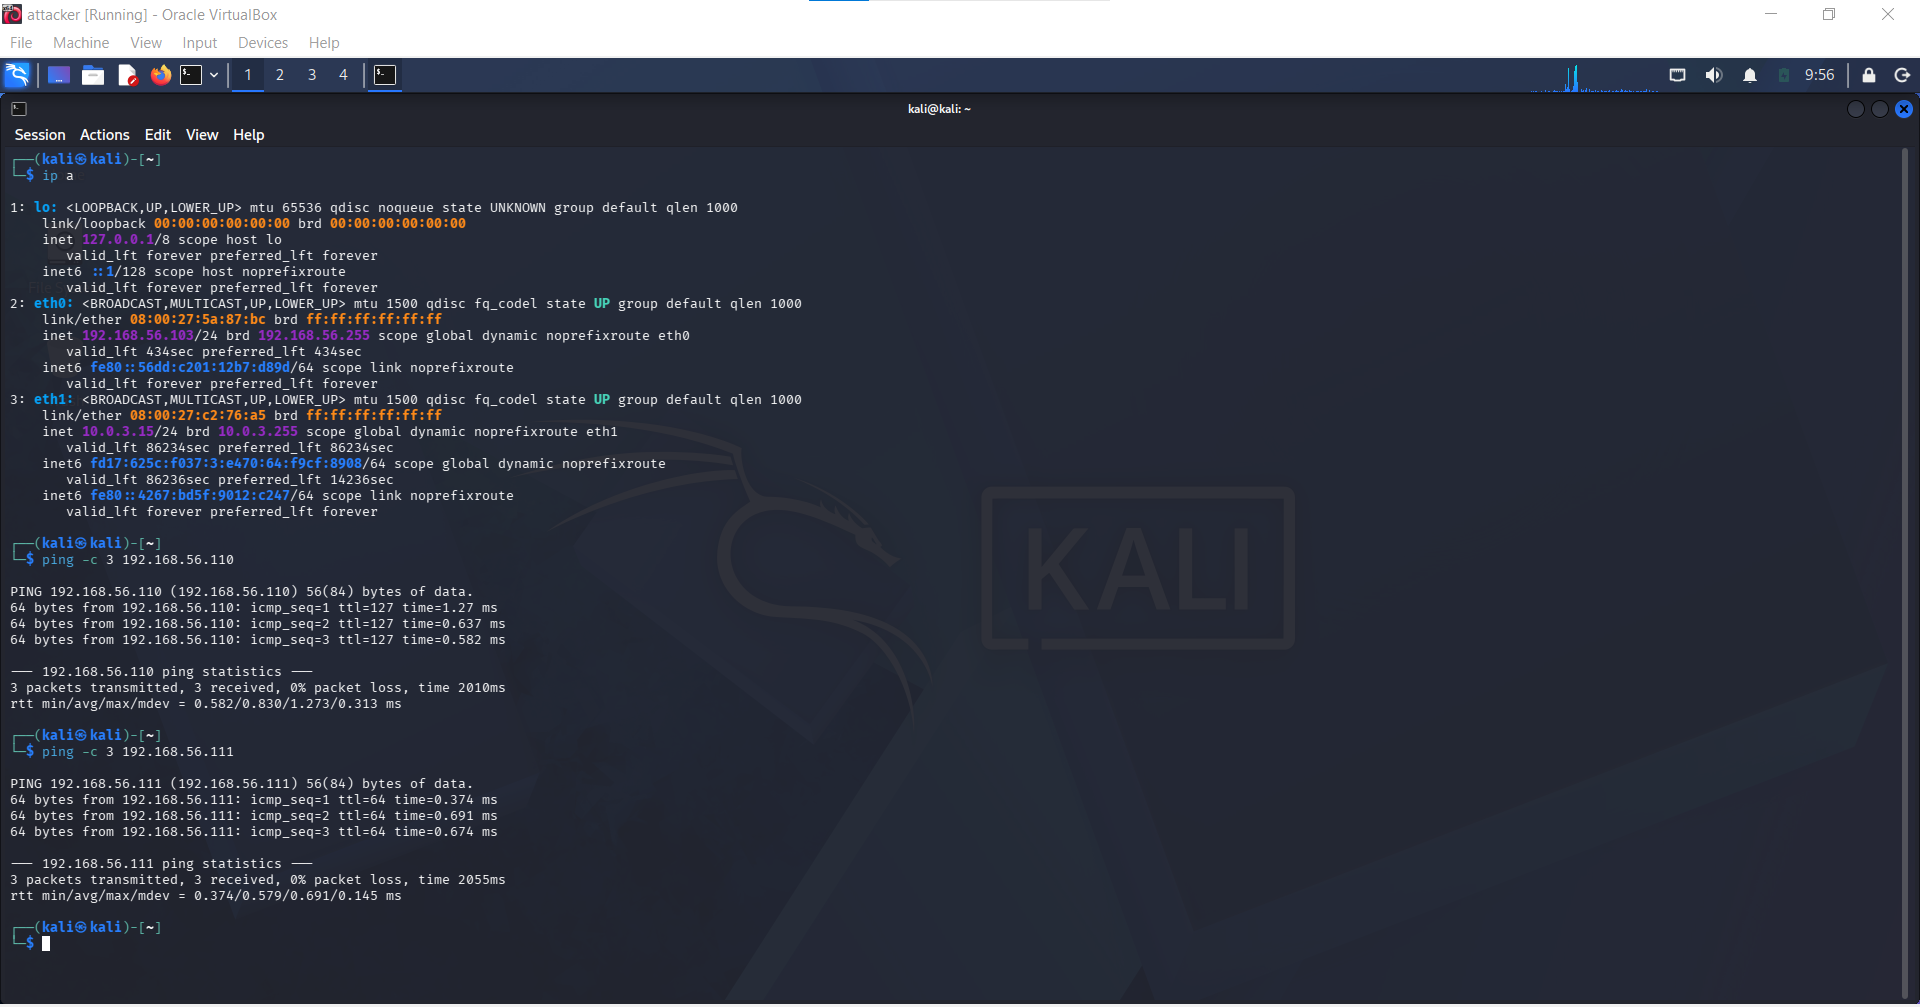 attacker [Running] - Oracle VirtualBox
File Machine View Input Devices Help
1 2 3 4 9:56
kali@kali: ~
Session Actions Edit View Help
┌──(kali㉿kali)-[~]
└─$ ip a
1: lo: <LOOPBACK,UP,LOWER_UP> mtu 65536 qdisc noqueue state UNKNOWN group default qlen 1000
link/loopback 00:00:00:00:00:00 brd 00:00:00:00:00:00
inet 127.0.0.1/8 scope host lo
valid_lft forever preferred_lft forever
inet6 ::1/128 scope host noprefixroute
valid_lft forever preferred_lft forever
2: eth0: <BROADCAST,MULTICAST,UP,LOWER_UP> mtu 1500 qdisc fq_codel state UP group default qlen 1000
link/ether 08:00:27:5a:87:bc brd ff:ff:ff:ff:ff:ff
inet 192.168.56.103/24 brd 192.168.56.255 scope global dynamic noprefixroute eth0
valid_lft 434sec preferred_lft 434sec
inet6 fe80::56dd:c201:12b7:d89d/64 scope link noprefixroute
valid_lft forever preferred_lft forever
3: eth1: <BROADCAST,MULTICAST,UP,LOWER_UP> mtu 1500 qdisc fq_codel state UP group default qlen 1000
link/ether 08:00:27:c2:76:a5 brd ff:ff:ff:ff:ff:ff
inet 10.0.3.15/24 brd 10.0.3.255 scope global dynamic noprefixroute eth1
valid_lft 86234sec preferred_lft 86234sec
inet6 fd17:625c:f037:3:e470:64:f9cf:8908/64 scope global dynamic noprefixroute
valid_lft 86236sec preferred_lft 14236sec
inet6 fe80::4267:bd5f:9012:c247/64 scope link noprefixroute
valid_lft forever preferred_lft forever
┌──(kali㉿kali)-[~]
└─$ ping -c 3 192.168.56.110
PING 192.168.56.110 (192.168.56.110) 56(84) bytes of data.
64 bytes from 192.168.56.110: icmp_seq=1 ttl=127 time=1.27 ms
64 bytes from 192.168.56.110: icmp_seq=2 ttl=127 time=0.637 ms
64 bytes from 192.168.56.110: icmp_seq=3 ttl=127 time=0.582 ms
--- 192.168.56.110 ping statistics ---
3 packets transmitted, 3 received, 0% packet loss, time 2010ms
rtt min/avg/max/mdev = 0.582/0.830/1.273/0.313 ms
┌──(kali㉿kali)-[~]
└─$ ping -c 3 192.168.56.111
PING 192.168.56.111 (192.168.56.111) 56(84) bytes of data.
64 bytes from 192.168.56.111: icmp_seq=1 ttl=64 time=0.374 ms
64 bytes from 192.168.56.111: icmp_seq=2 ttl=64 time=0.691 ms
64 bytes from 192.168.56.111: icmp_seq=3 ttl=64 time=0.674 ms
--- 192.168.56.111 ping statistics ---
3 packets transmitted, 3 received, 0% packet loss, time 2055ms
rtt min/avg/max/mdev = 0.374/0.579/0.691/0.145 ms
┌──(kali㉿kali)-[~]
└─$
KALI